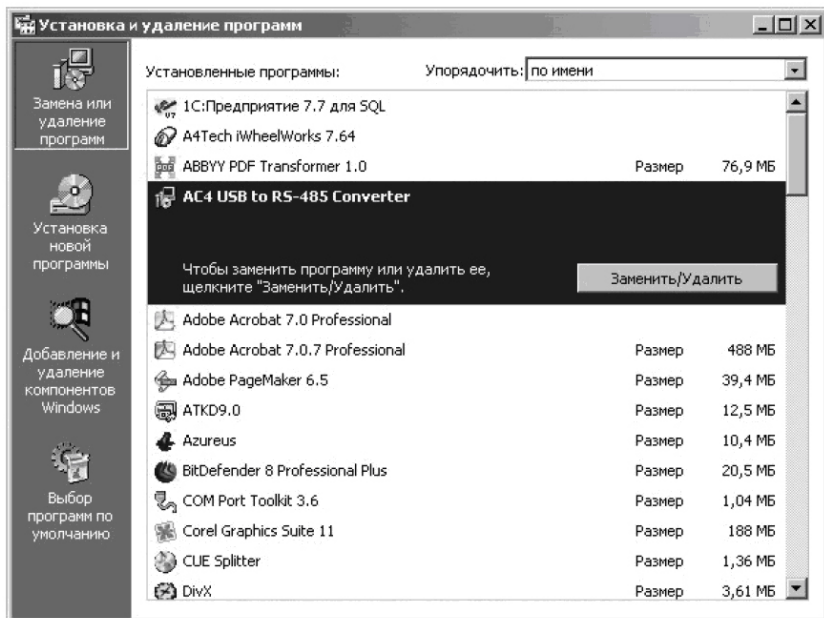 Установка и удаление программ
Замена или
удаление
программ
Установка
новой
программы
Добавление и
удаление
компонентов
Windows
Выбор
программ по
умолчанию
Установленные программы: Упорядочить: по имени
1С:Предприятие 7.7 для SQL
A4Tech iWheelWorks 7.64
ABBYY PDF Transformer 1.0 Размер 76,9 МБ
AC4 USB to RS-485 Converter
Чтобы заменить программу или удалить ее,
щелкните "Заменить/Удалить". Заменить/Удалить
Adobe Acrobat 7.0 Professional
Adobe Acrobat 7.0.7 Professional Размер 488 МБ
Adobe PageMaker 6.5 Размер 39,4 МБ
ATKD9.0 Размер 12,5 МБ
Azureus Размер 10,4 МБ
BitDefender 8 Professional Plus Размер 20,5 МБ
COM Port Toolkit 3.6 Размер 1,04 МБ
Corel Graphics Suite 11 Размер 188 МБ
CUE Splitter Размер 1,36 МБ
DivX Размер 3,61 МБ